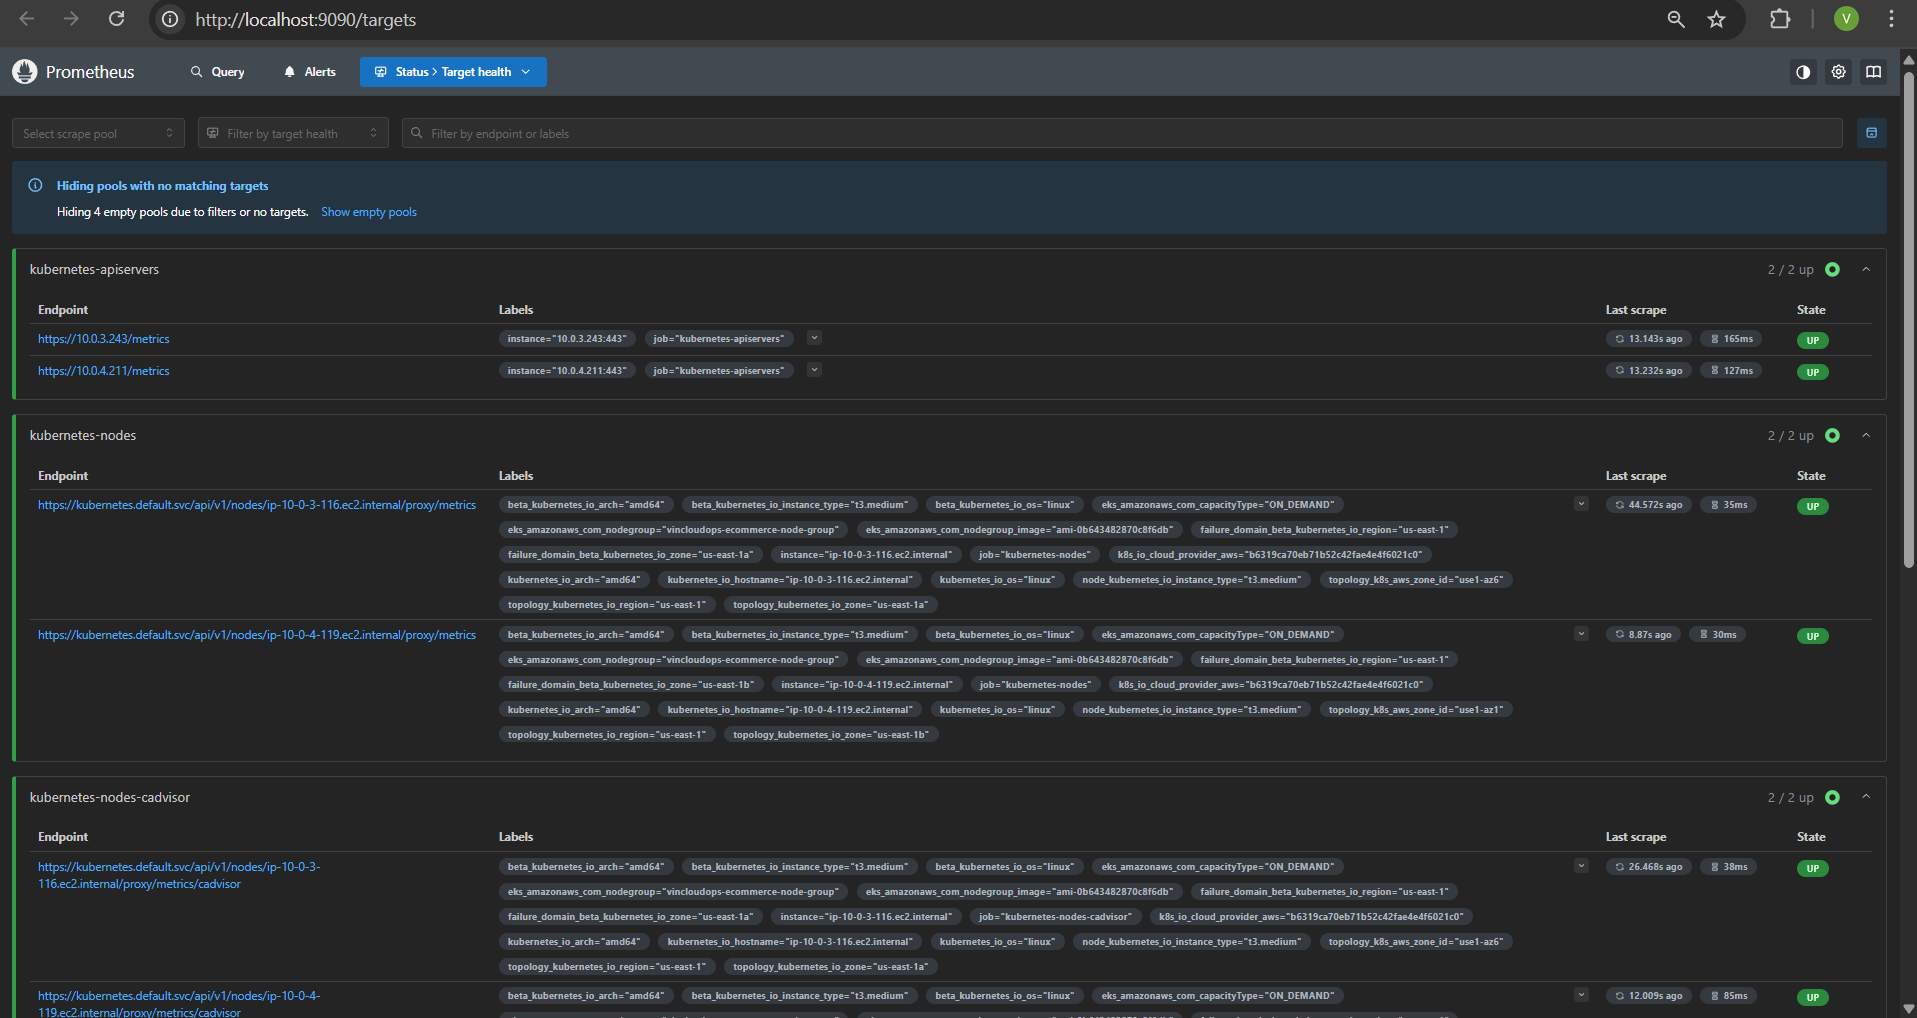 http://localhost:9090/targets
V
Prometheus Query Alerts Status > Target health
Select scrape pool Filter by target health Filter by endpoint or labels
Hiding pools with no matching targets
Hiding 4 empty pools due to filters or no targets. Show empty pools
kubernetes-apiservers 2 / 2 up
Endpoint Labels Last scrape State
https://10.0.3.243/metrics instance="10.0.3.243:443" job="kubernetes-apiservers" 13.143s ago 165ms UP
https://10.0.4.211/metrics instance="10.0.4.211:443" job="kubernetes-apiservers" 13.232s ago 127ms UP
kubernetes-nodes 2 / 2 up
Endpoint Labels Last scrape State
https://kubernetes.default.svc/api/v1/nodes/ip-10-0-3-116.ec2.internal/proxy/metrics beta_kubernetes_io_arch="amd64" beta_kubernetes_io_instance_type="t3.medium" beta_kubernetes_io_os="linux" eks_amazonaws_com_capacityType="ON_DEMAND" 44.572s ago 35ms UP
eks_amazonaws_com_nodegroup="vincloudops-ecommerce-node-group" eks_amazonaws_com_nodegroup_image="ami-0b643482870c8f6db" failure_domain_beta_kubernetes_io_region="us-east-1"
failure_domain_beta_kubernetes_io_zone="us-east-1a" instance="ip-10-0-3-116.ec2.internal" job="kubernetes-nodes" k8s_io_cloud_provider_aws="b6319ca70eb71b52c42fae4e4f6021c0"
kubernetes_io_arch="amd64" kubernetes_io_hostname="ip-10-0-3-116.ec2.internal" kubernetes_io_os="linux" node_kubernetes_io_instance_type="t3.medium" topology_k8s_aws_zone_id="use1-az6"
topology_kubernetes_io_region="us-east-1" topology_kubernetes_io_zone="us-east-1a"
https://kubernetes.default.svc/api/v1/nodes/ip-10-0-4-119.ec2.internal/proxy/metrics beta_kubernetes_io_arch="amd64" beta_kubernetes_io_instance_type="t3.medium" beta_kubernetes_io_os="linux" eks_amazonaws_com_capacityType="ON_DEMAND" 8.87s ago 30ms UP
eks_amazonaws_com_nodegroup="vincloudops-ecommerce-node-group" eks_amazonaws_com_nodegroup_image="ami-0b643482870c8f6db" failure_domain_beta_kubernetes_io_region="us-east-1"
failure_domain_beta_kubernetes_io_zone="us-east-1b" instance="ip-10-0-4-119.ec2.internal" job="kubernetes-nodes" k8s_io_cloud_provider_aws="b6319ca70eb71b52c42fae4e4f6021c0"
kubernetes_io_arch="amd64" kubernetes_io_hostname="ip-10-0-4-119.ec2.internal" kubernetes_io_os="linux" node_kubernetes_io_instance_type="t3.medium" topology_k8s_aws_zone_id="use1-az1"
topology_kubernetes_io_region="us-east-1" topology_kubernetes_io_zone="us-east-1b"
kubernetes-nodes-cadvisor 2 / 2 up
Endpoint Labels Last scrape State
https://kubernetes.default.svc/api/v1/nodes/ip-10-0-3- beta_kubernetes_io_arch="amd64" beta_kubernetes_io_instance_type="t3.medium" beta_kubernetes_io_os="linux" eks_amazonaws_com_capacityType="ON_DEMAND" 26.468s ago 38ms UP
116.ec2.internal/proxy/metrics/cadvisor eks_amazonaws_com_nodegroup="vincloudops-ecommerce-node-group" eks_amazonaws_com_nodegroup_image="ami-0b643482870c8f6db" failure_domain_beta_kubernetes_io_region="us-east-1"
failure_domain_beta_kubernetes_io_zone="us-east-1a" instance="ip-10-0-3-116.ec2.internal" job="kubernetes-nodes-cadvisor" k8s_io_cloud_provider_aws="b6319ca70eb71b52c42fae4e4f6021c0"
kubernetes_io_arch="amd64" kubernetes_io_hostname="ip-10-0-3-116.ec2.internal" kubernetes_io_os="linux" node_kubernetes_io_instance_type="t3.medium" topology_k8s_aws_zone_id="use1-az6"
topology_kubernetes_io_region="us-east-1" topology_kubernetes_io_zone="us-east-1a"
https://kubernetes.default.svc/api/v1/nodes/ip-10-0-4- beta_kubernetes_io_arch="amd64" beta_kubernetes_io_instance_type="t3.medium" beta_kubernetes_io_os="linux" eks_amazonaws_com_capacityType="ON_DEMAND" 12.009s ago 85ms UP
119.ec2.internal/proxy/metrics/cadvisor